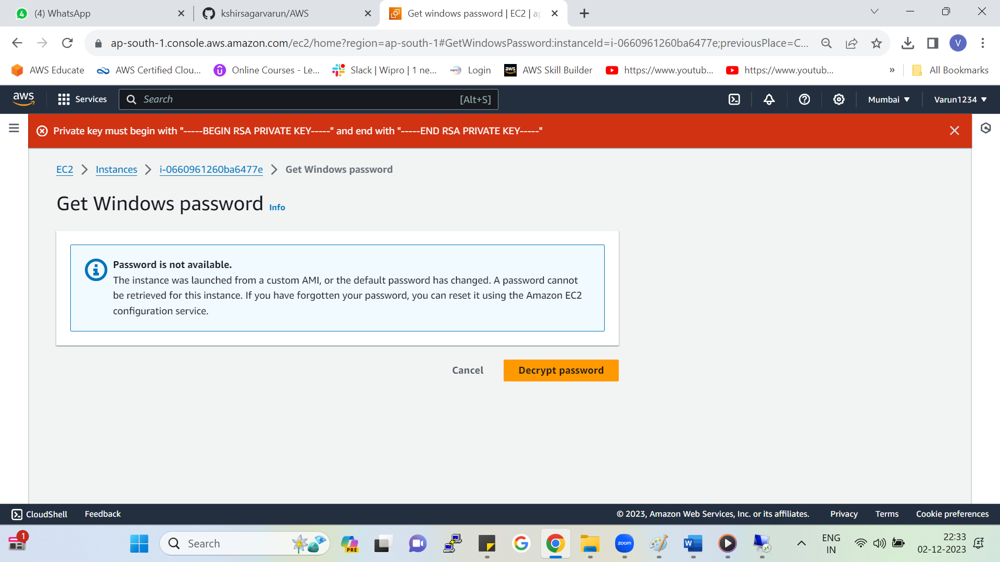 4
(4) WhatsApp
kshirsagarvarun/AWS
Get windows password | EC2 | ap
ap-south-1.console.aws.amazon.com/ec2/home?region=ap-south-1#GetWindowsPassword:instanceId=i-0660961260ba6477e;previousPlace=C...
V
AWS Educate
AWS Certified Clou...
Online Courses - Le...
Slack | Wipro | 1 ne...
Login
aws
AWS Skill Builder
https://www.youtub...
https://www.youtub...
»
All Bookmarks
aws
Services
Search
[Alt+S]
Mumbai
Varun1234
Private key must begin with "-----BEGIN RSA PRIVATE KEY-----" and end with "-----END RSA PRIVATE KEY-----"
EC2 > Instances > i-0660961260ba6477e > Get Windows password
Get Windows password Info
Password is not available.
The instance was launched from a custom AMI, or the default password has changed. A password cannot
be retrieved for this instance. If you have forgotten your password, you can reset it using the Amazon EC2
configuration service.
Cancel
Decrypt password
CloudShell
Feedback
© 2023, Amazon Web Services, Inc. or its affiliates.
Privacy
Terms
Cookie preferences
1
Search
PRE
zoom
W
ENG
IN
22:33
02-12-2023